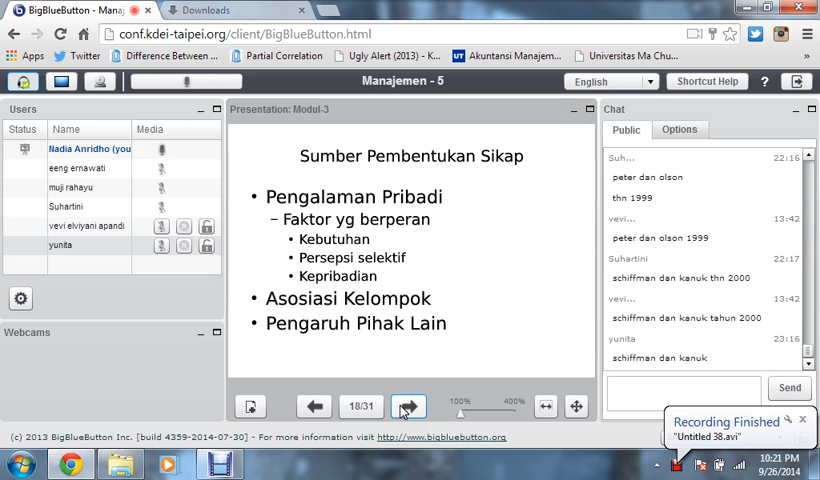 BigBlueButton - Manaj
Downloads
conf.kdei-taipei.org/client/BigBlueButton.html
Apps
Twitter
Difference Between ...
Partial Correlation
Ugly Alert (2013) - K...
UT
Akuntansi Manajem...
Universitas Ma Chu...
Manajemen - 5
English
Shortcut Help
?
Users
Status
Name
Media
Nadia Anridho (you
eeng ernawati
muji rahayu
Suhartini
vevi elviyani apandi
yunita
Webcams
Presentation: Modul-3
Sumber Pembentukan Sikap
• Pengalaman Pribadi
– Faktor yg berperan
• Kebutuhan
• Persepsi selektif
• Kepribadian
• Asosiasi Kelompok
• Pengaruh Pihak Lain
18/31
100%
400%
Chat
Public
Options
Suh...
22:16
peter dan olson
thn 1999
vevi...
13:42
peter dan olson 1999
Suhartini
22:17
schiffman dan kanuk thn 2000
vevi...
13:42
schiffman dan kanuk tahun 2000
yunita
23:16
schiffman dan kanuk
Send
(c) 2013 BigBlueButton Inc. [build 4359-2014-07-30] - For more information visit http://www.bigbluebutton.org
Recording Finished
"Untitled 38.avi"
10:21 PM
9/26/2014